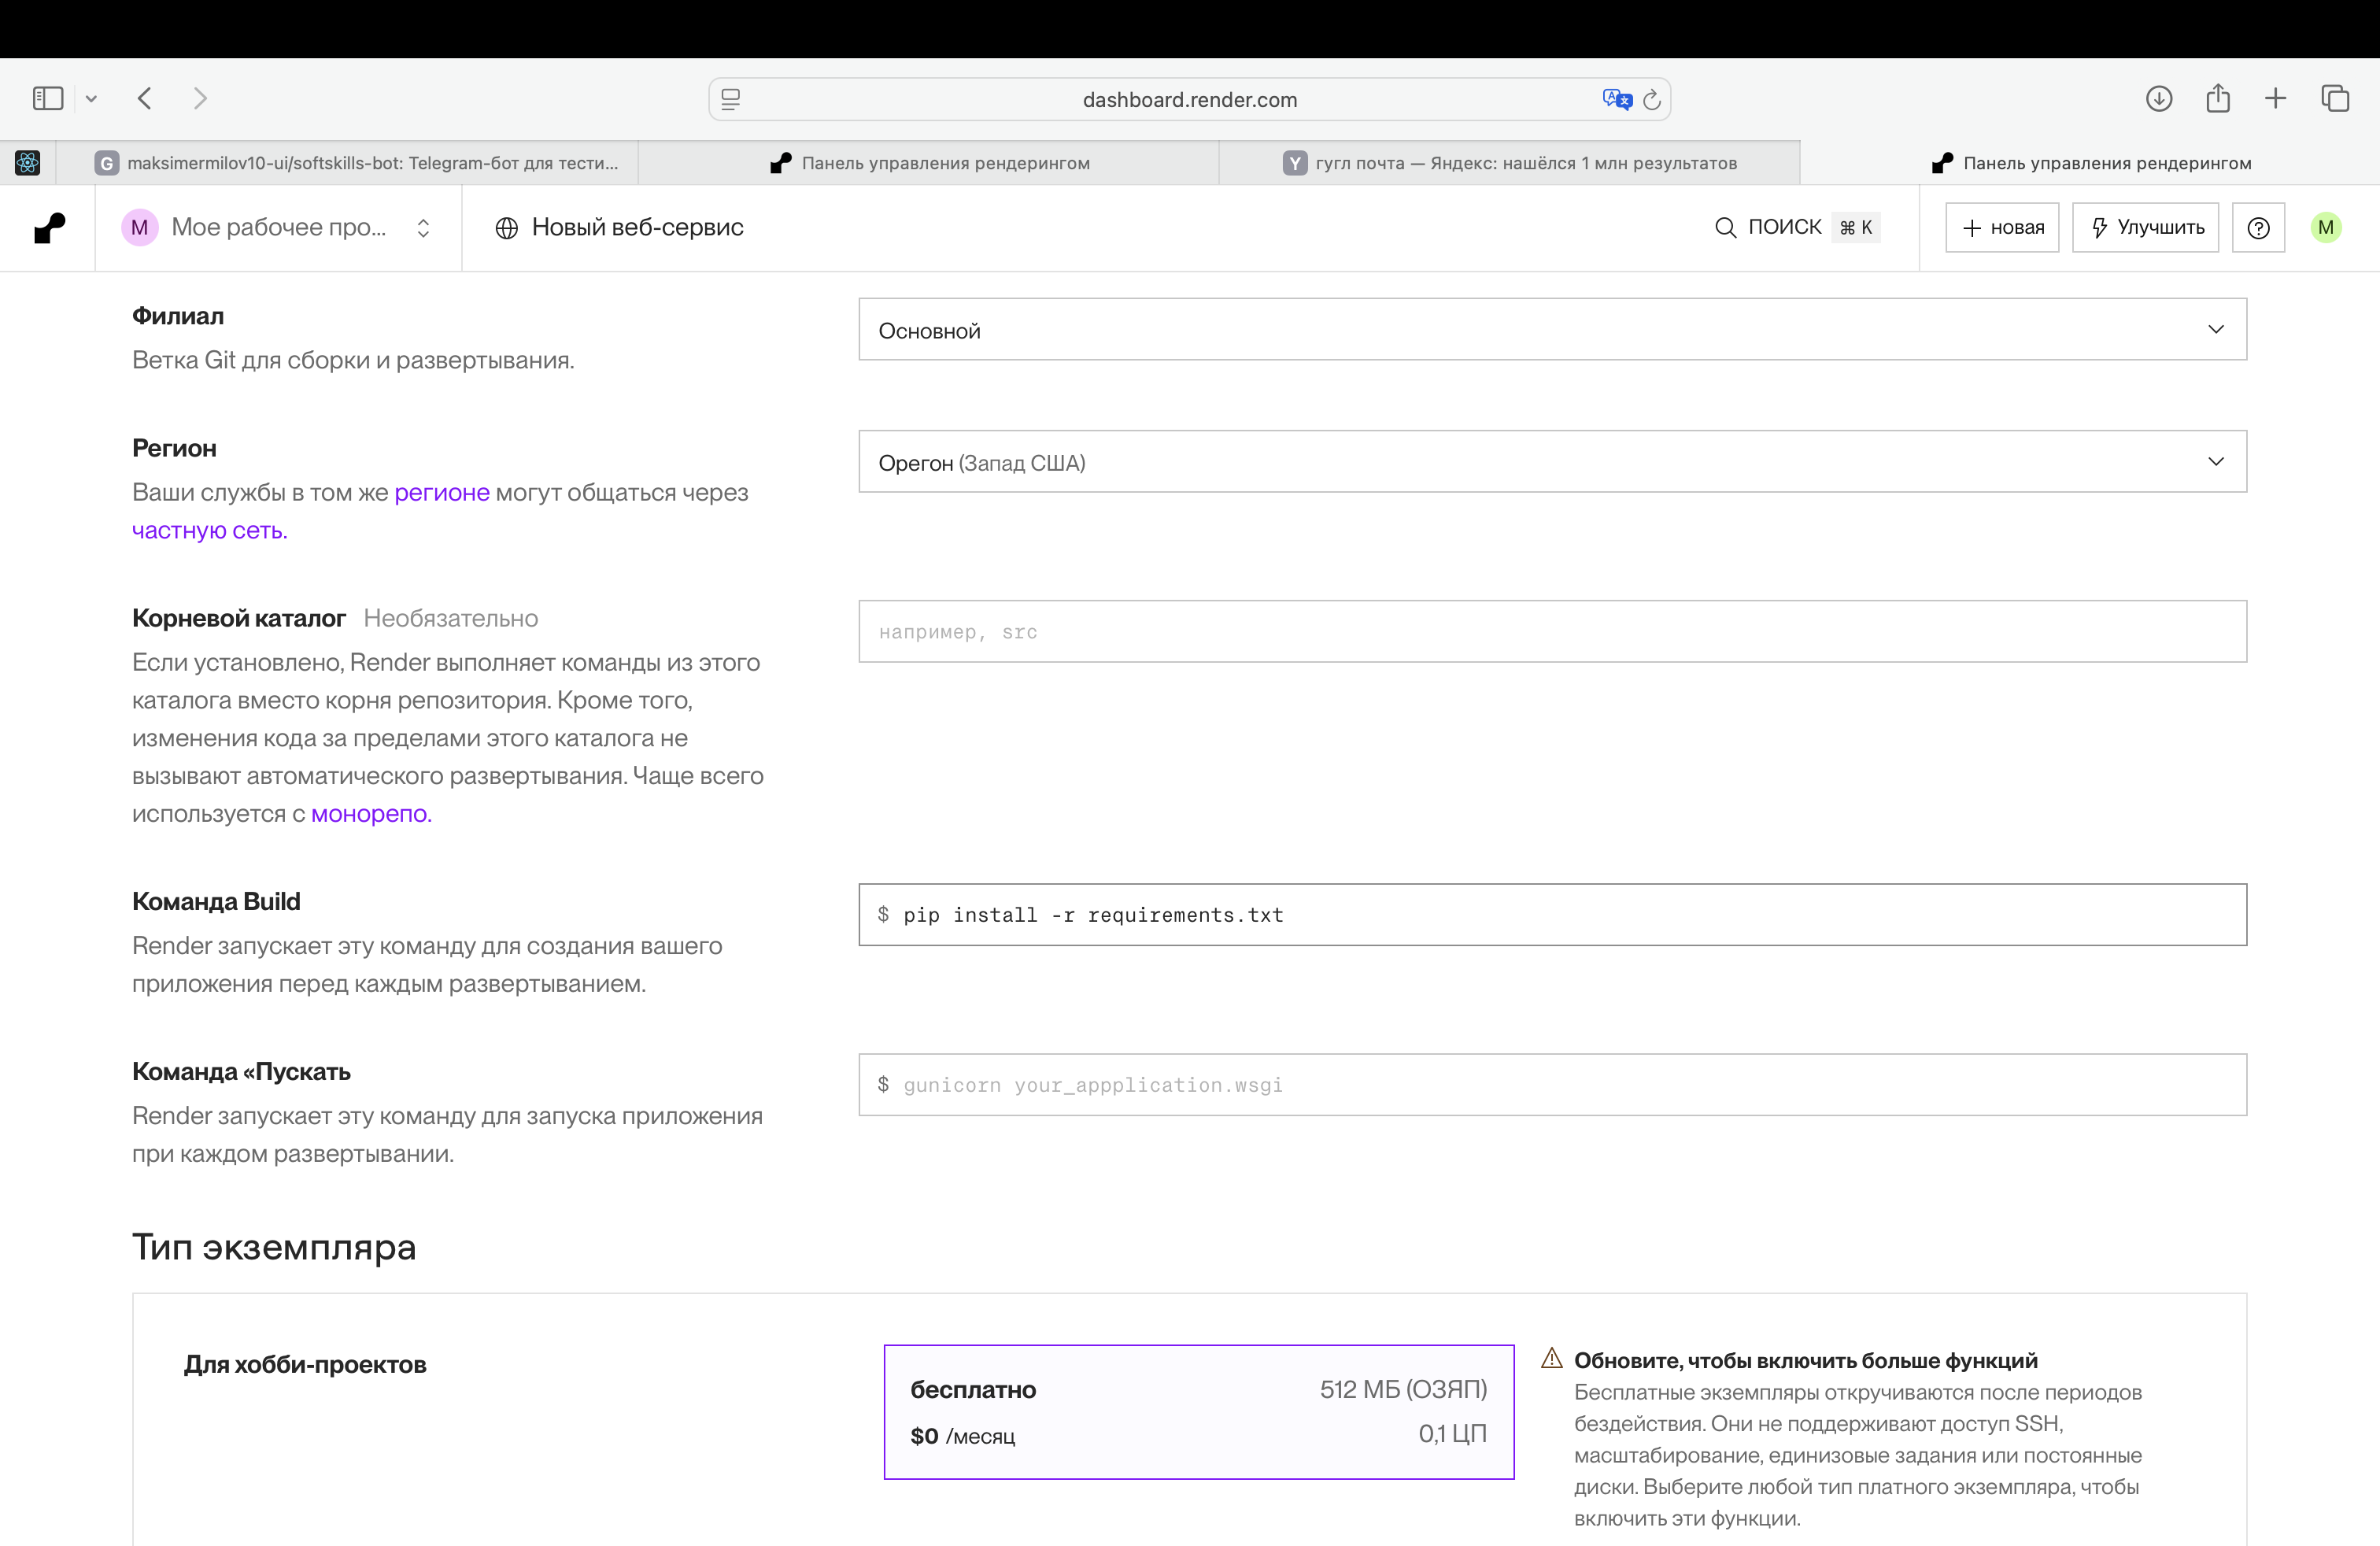 dashboard.render.com
G maksimermilov10-ui/softskills-bot: Telegram-бот для тести...
Панель управления рендерингом
Y гугл почта — Яндекс: нашёлся 1 млн результатов
Панель управления рендерингом
M Мое рабочее про...
Новый веб-сервис
ПОИСК ⌘ K
+ новая
Улучшить
M
Филиал
Ветка Git для сборки и развертывания.
Основной
Регион
Ваши службы в том же регионе могут общаться через
частную сеть.
Орегон (Запад США)
Корневой каталог Необязательно
Если установлено, Render выполняет команды из этого
каталога вместо корня репозитория. Кроме того,
изменения кода за пределами этого каталога не
вызывают автоматического развертывания. Чаще всего
используется с монорепо.
например, src
Команда Build
Render запускает эту команду для создания вашего
приложения перед каждым развертыванием.
$ pip install -r requirements.txt
Команда «Пускать
Render запускает эту команду для запуска приложения
при каждом развертывании.
$ gunicorn your_appplication.wsgi
Тип экземпляра
Для хобби-проектов
бесплатно 512 МБ (ОЗЯП)
$0 /месяц 0,1 ЦП
Обновите, чтобы включить больше функций
Бесплатные экземпляры откручиваются после периодов
бездействия. Они не поддерживают доступ SSH,
масштабирование, единизовые задания или постоянные
диски. Выберите любой тип платного экземпляра, чтобы
включить эти функции.